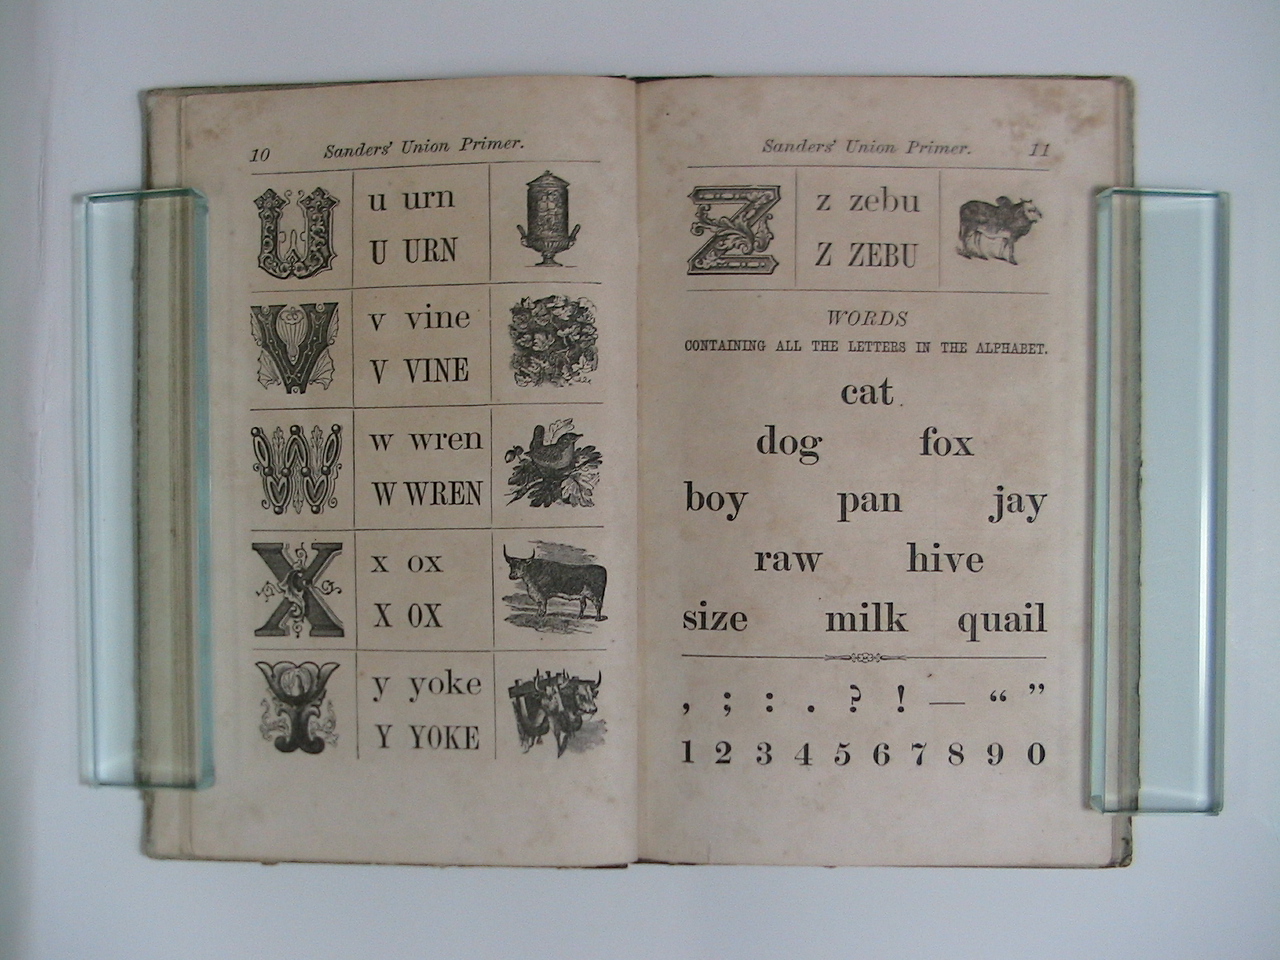 10 Sanders' Union Primer.
U u urn
U URN
V v vine
V VINE
W w wren
W WREN
X x ox
X OX
Y y yoke
Y YOKE
Sanders' Union Primer. 11
Z z zebu
Z ZEBU
WORDS
CONTAINING ALL THE LETTERS IN THE ALPHABET.
cat
dog fox
boy pan jay
raw hive
size milk quail
, ; : . ? ! — “ ”
1 2 3 4 5 6 7 8 9 0